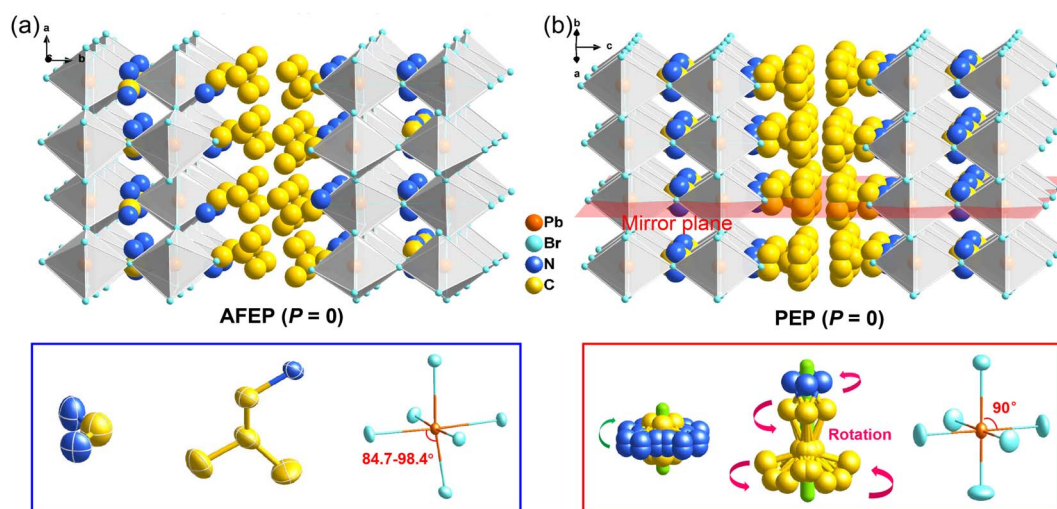 (a)
a
b
(b)
b
c
a
Mirror plane
Pb
Br
N
C
AFEP (P = 0)
PEP (P = 0)
84.7-98.4°
Rotation
90°